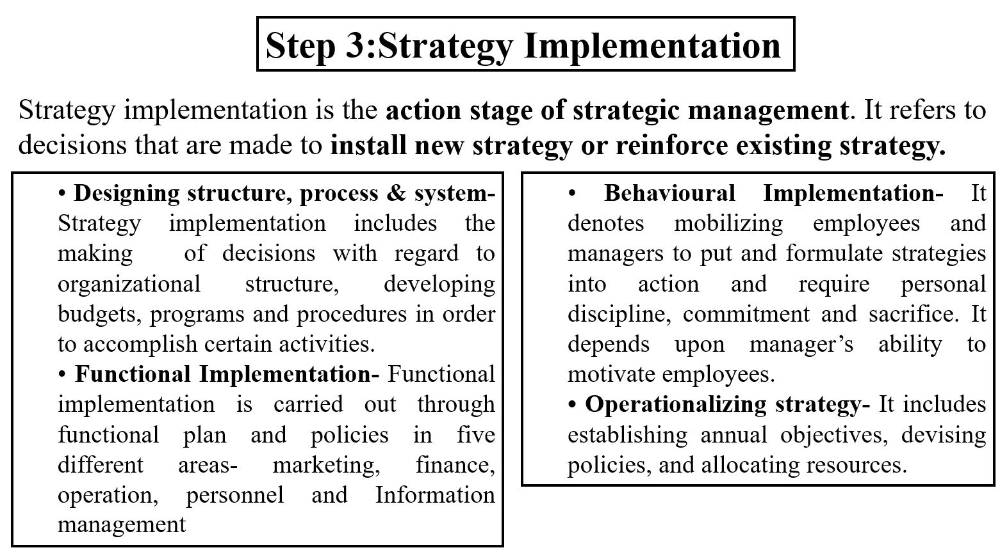 Step 3:Strategy Implementation
Strategy implementation is the action stage of strategic management. It refers to
decisions that are made to install new strategy or reinforce existing strategy.
• Designing structure, process & system-
Strategy implementation includes the
making of decisions with regard to
organizational structure, developing
budgets, programs and procedures in order
to accomplish certain activities.
• Functional Implementation- Functional
implementation is carried out through
functional plan and policies in five
different areas- marketing, finance,
operation, personnel and Information
management
• Behavioural Implementation- It
denotes mobilizing employees and
managers to put and formulate strategies
into action and require personal
discipline, commitment and sacrifice. It
depends upon manager’s ability to
motivate employees.
• Operationalizing strategy- It includes
establishing annual objectives, devising
policies, and allocating resources.